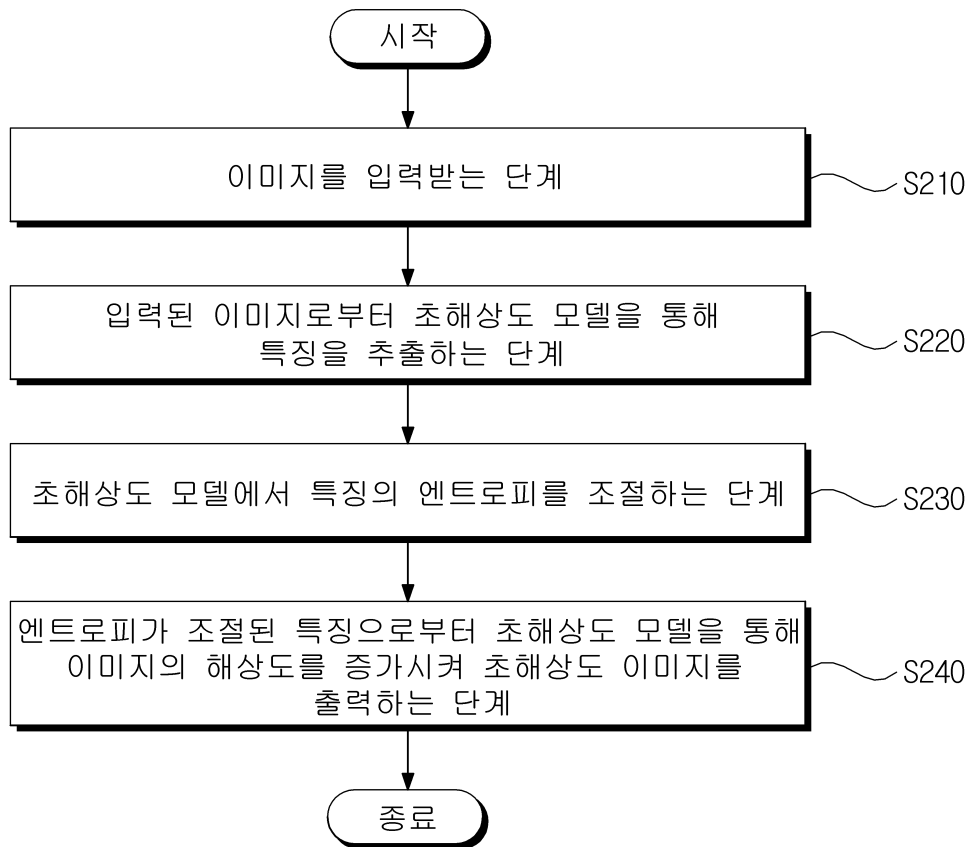 시작
이미지를 입력받는 단계
S210
입력된 이미지로부터 초해상도 모델을 통해
특징을 추출하는 단계
S220
초해상도 모델에서 특징의 엔트로피를 조절하는 단계
S230
엔트로피가 조절된 특징으로부터 초해상도 모델을 통해
이미지의 해상도를 증가시켜 초해상도 이미지를
출력하는 단계
S240
종료